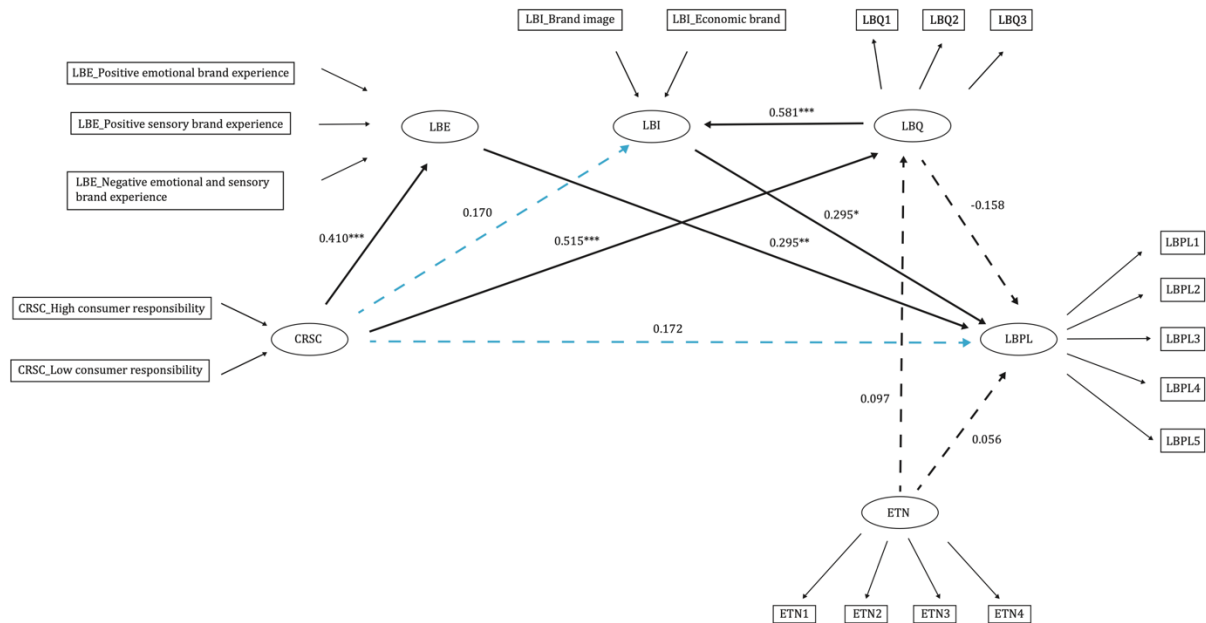 LBI_Brand image
LBI_Economic brand
LBQ1
LBQ2
LBQ3
LBE_Positive emotional brand experience
LBE_Positive sensory brand experience
LBE_Negative emotional and sensory
brand experience
LBE
LBI
0.581***
LBQ
0.170
0.410***
0.515***
0.295*
0.295**
-0.158
CRSC_High consumer responsibility
CRSC_Low consumer responsibility
CRSC
0.172
LBPL
LBPL1
LBPL2
LBPL3
LBPL4
LBPL5
0.097
0.056
ETN
ETN1
ETN2
ETN3
ETN4